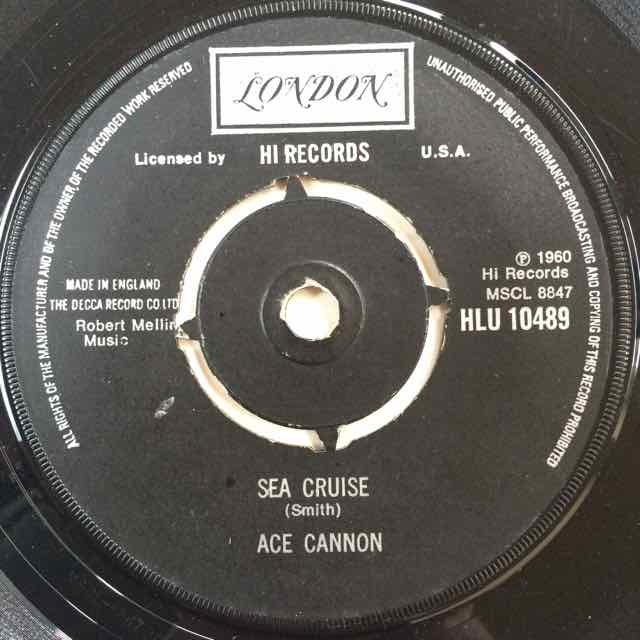 LONDON
Licensed by HI RECORDS U.S.A.
MADE IN ENGLAND
THE DECCA RECORD CO LTD
Robert Mellin
Music
℗ 1960
Hi Records
MSCL 8847
HLU 10489
SEA CRUISE
(Smith)
ACE CANNON
ALL RIGHTS OF THE MANUFACTURER AND OF THE OWNER OF THE RECORDED WORK RESERVED
UNAUTHORISED PUBLIC PERFORMANCE BROADCASTING AND COPYING OF THIS RECORD PROHIBITED